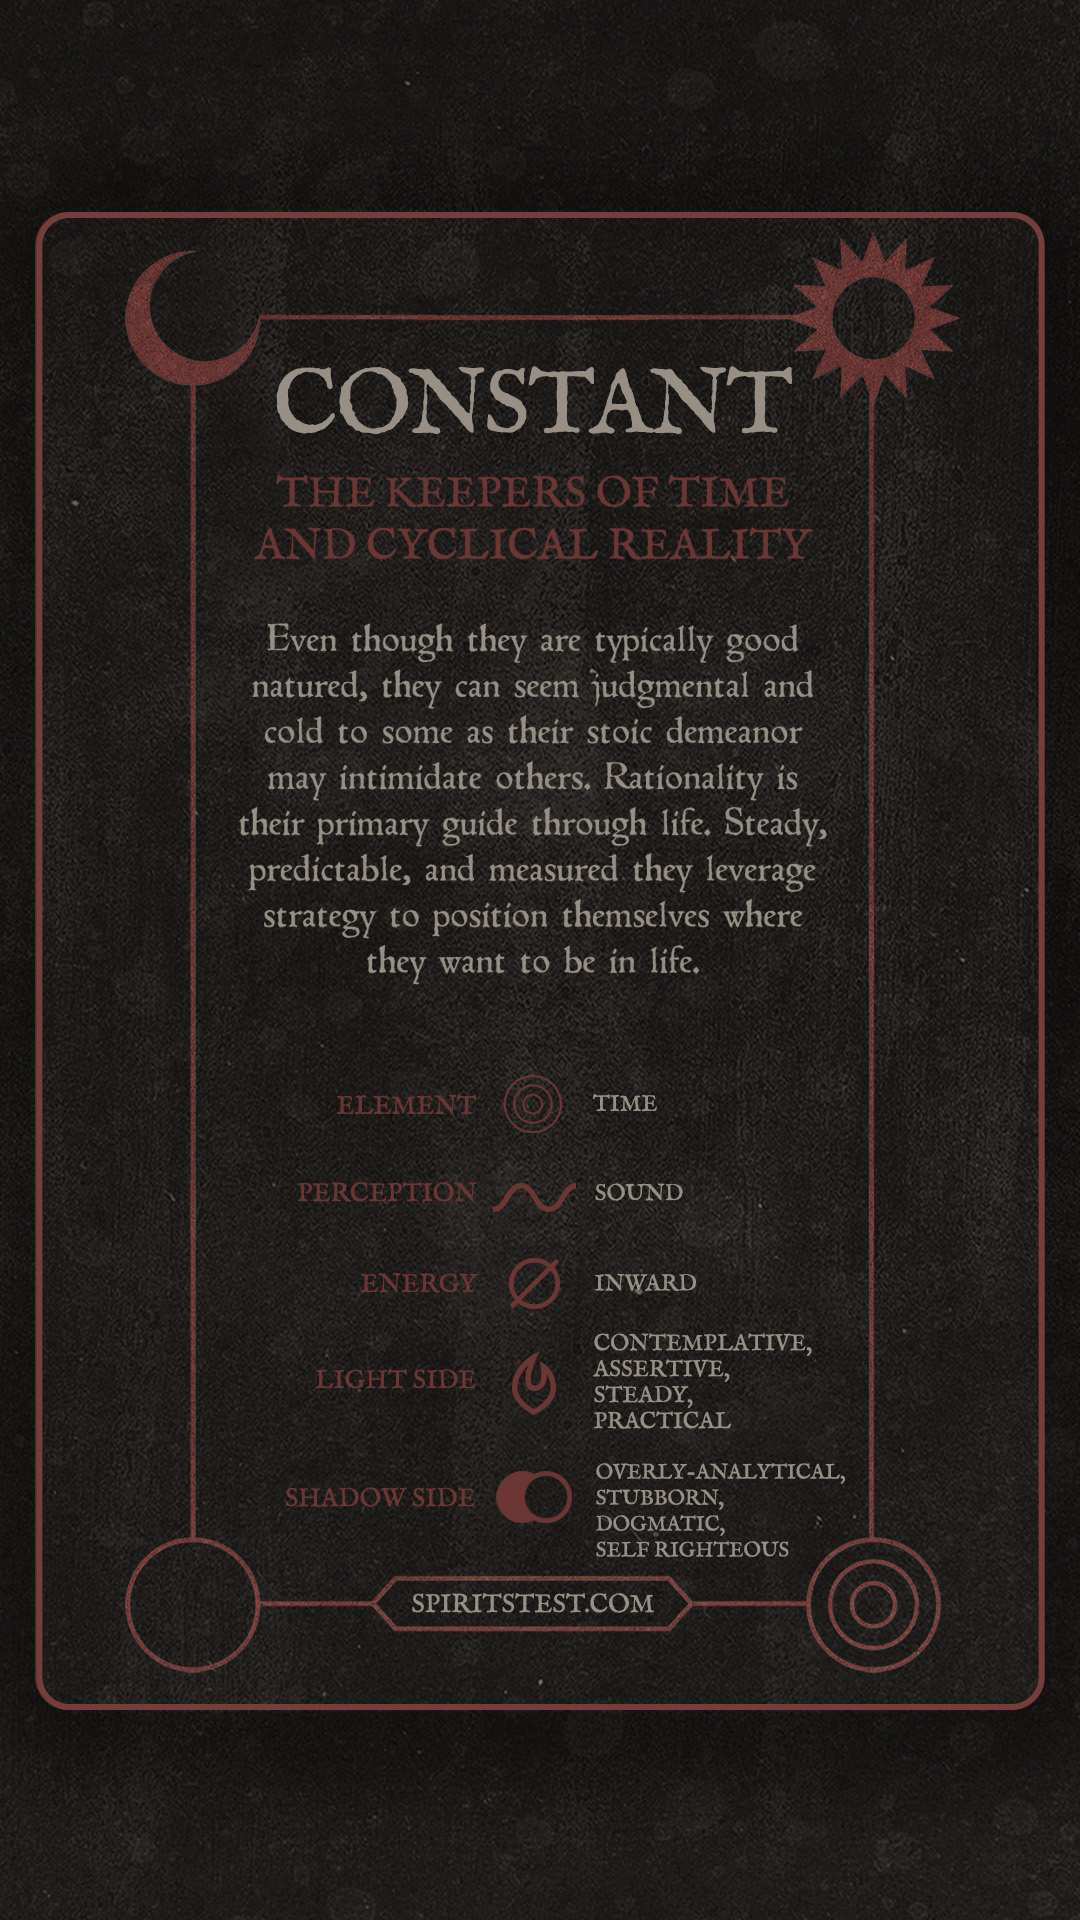 CONSTANT
THE KEEPERS OF TIME
AND CYCLICAL REALITY
Even though they are typically good
natured, they can seem judgmental and
cold to some as their stoic demeanor
may intimidate others. Rationality is
their primary guide through life. Steady,
predictable, and measured they leverage
strategy to position themselves where
they want to be in life.
ELEMENT TIME
PERCEPTION SOUND
ENERGY INWARD
LIGHT SIDE
CONTEMPLATIVE,
ASSERTIVE,
STEADY,
PRACTICAL
SHADOW SIDE
OVERLY-ANALYTICAL,
STUBBORN,
DOGMATIC,
SELF RIGHTEOUS
SPIRITSTEST.COM